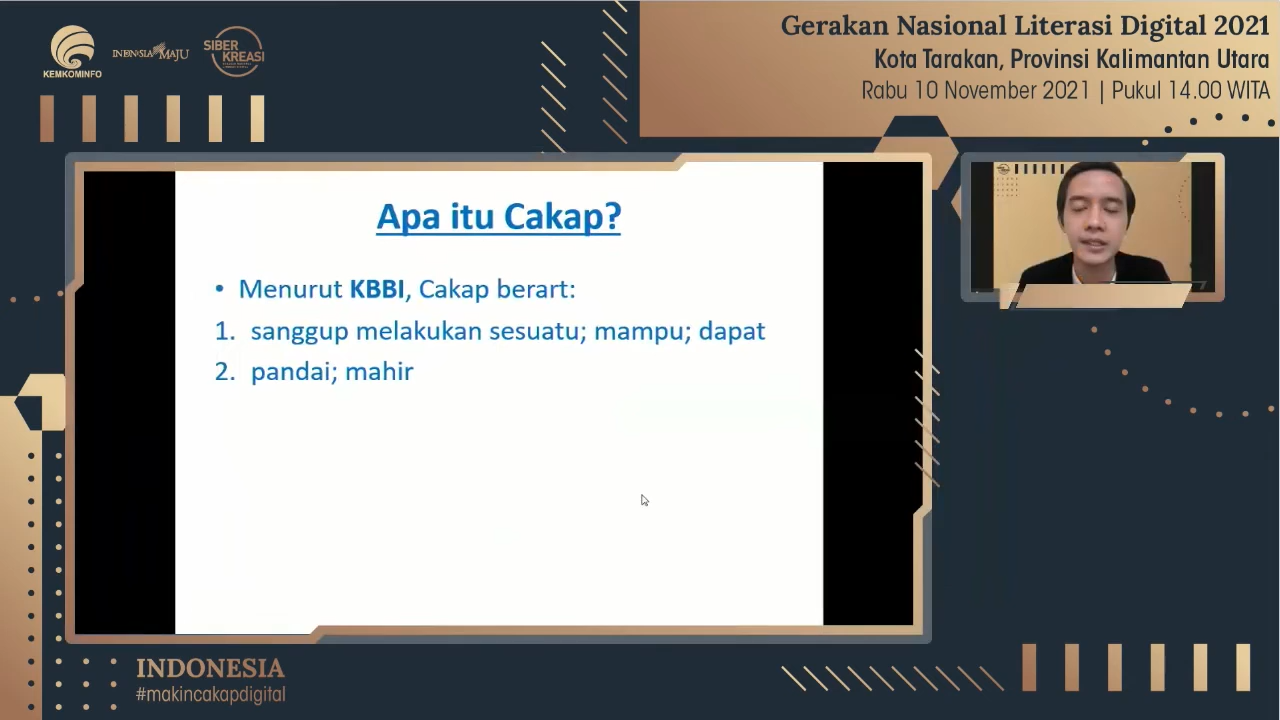 KEMKOMINFO
INDONESIA MAJU
SIBER
KREASI
Gerakan Nasional Literasi Digital 2021
Kota Tarakan, Provinsi Kalimantan Utara
Rabu 10 November 2021 | Pukul 14.00 WITA
Apa itu Cakap?
• Menurut KBBI, Cakap berart:
1. sanggup melakukan sesuatu; mampu; dapat
2. pandai; mahir
INDONESIA
#makincakapdigital